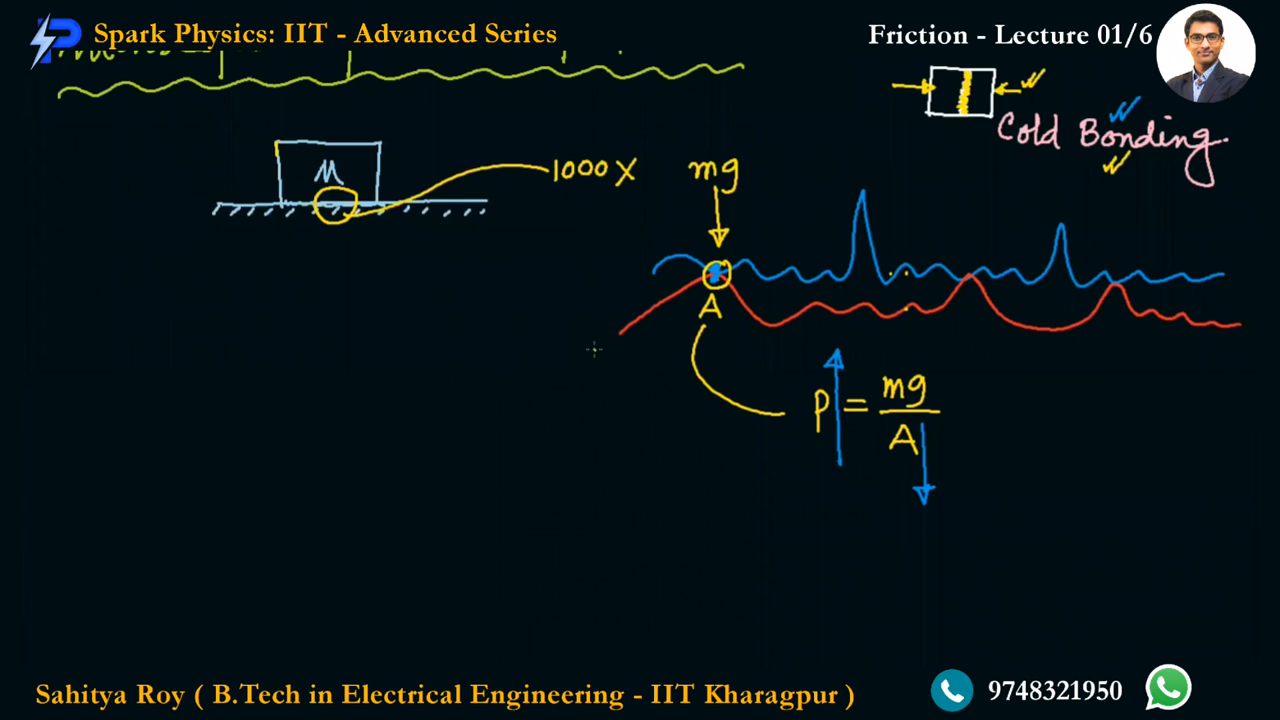 Spark Physics: IIT - Advanced Series
Friction - Lecture 01/6
Cold Bonding.
M
1000 X
mg
A
P = mg / A
Sahitya Roy ( B.Tech in Electrical Engineering - IIT Kharagpur )
9748321950